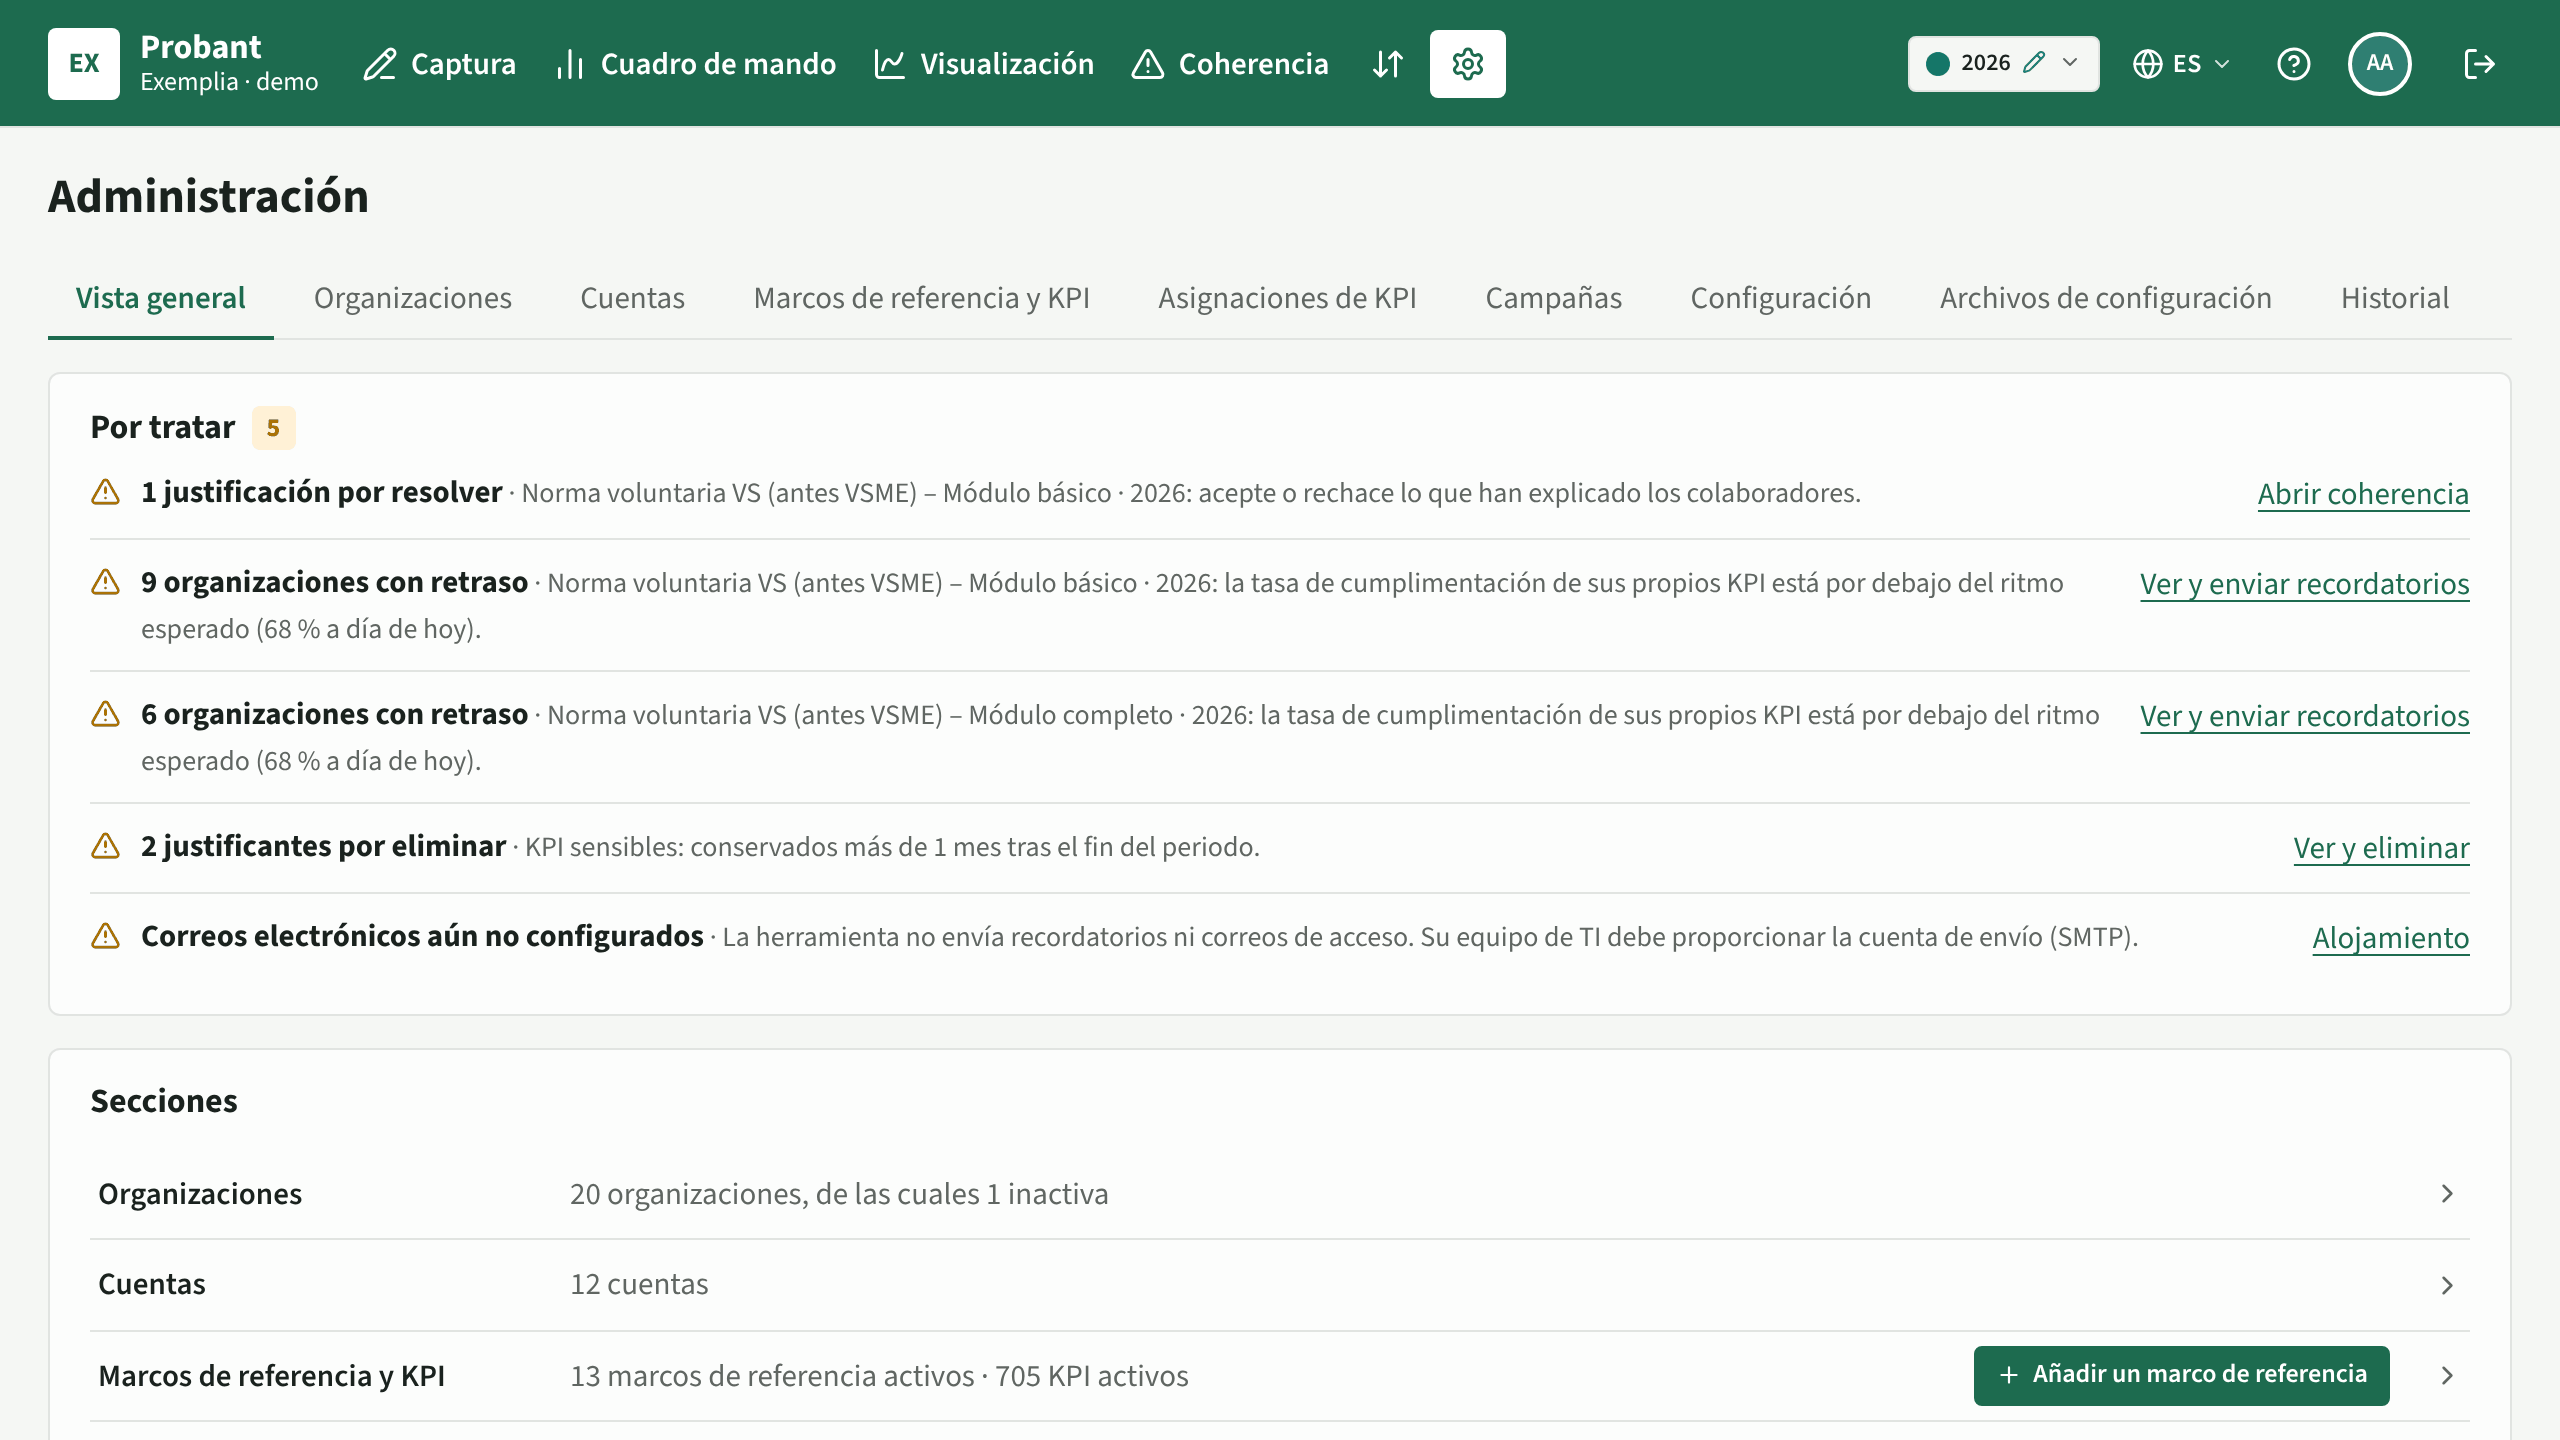 EX
Probant
Exemplia · demo
Captura
Cuadro de mando
Visualización
Coherencia
2026
ES
AA
Administración
Vista general
Organizaciones
Cuentas
Marcos de referencia y KPI
Asignaciones de KPI
Campañas
Configuración
Archivos de configuración
Historial
Por tratar 5
1 justificación por resolver · Norma voluntaria VS (antes VSME) – Módulo básico · 2026: acepte o rechace lo que han explicado los colaboradores.
Abrir coherencia
9 organizaciones con retraso · Norma voluntaria VS (antes VSME) – Módulo básico · 2026: la tasa de cumplimentación de sus propios KPI está por debajo del ritmo
esperado (68 % a día de hoy).
Ver y enviar recordatorios
6 organizaciones con retraso · Norma voluntaria VS (antes VSME) – Módulo completo · 2026: la tasa de cumplimentación de sus propios KPI está por debajo del ritmo
esperado (68 % a día de hoy).
Ver y enviar recordatorios
2 justificantes por eliminar · KPI sensibles: conservados más de 1 mes tras el fin del periodo.
Ver y eliminar
Correos electrónicos aún no configurados · La herramienta no envía recordatorios ni correos de acceso. Su equipo de TI debe proporcionar la cuenta de envío (SMTP).
Alojamiento
Secciones
Organizaciones
20 organizaciones, de las cuales 1 inactiva
Cuentas
12 cuentas
Marcos de referencia y KPI
13 marcos de referencia activos · 705 KPI activos
Añadir un marco de referencia